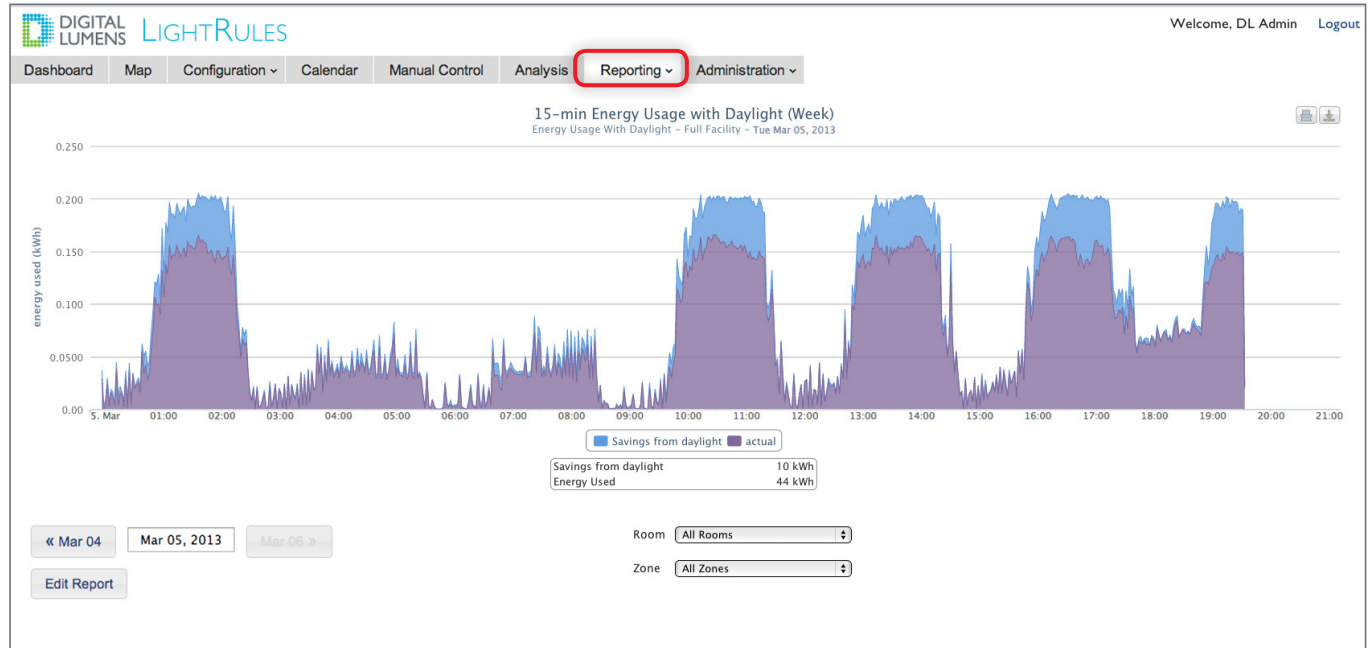 DIGITAL LUMENS LIGHTRULES
Welcome, DL Admin Logout
Dashboard Map Configuration Calendar Manual Control Analysis Reporting Administration
15-min Energy Usage with Daylight (Week)
Energy Usage With Daylight – Full Facility – Tue Mar 05, 2013
energy used (kWh)
0.250
0.200
0.150
0.100
0.0500
0.00
5. Mar 01:00 02:00 03:00 04:00 05:00 06:00 07:00 08:00 09:00 10:00 11:00 12:00 13:00 14:00 15:00 16:00 17:00 18:00 19:00 20:00 21:00
Savings from daylight actual
Savings from daylight 10 kWh
Energy Used 44 kWh
« Mar 04 Mar 05, 2013 Mar 06 »
Room All Rooms
Zone All Zones
Edit Report